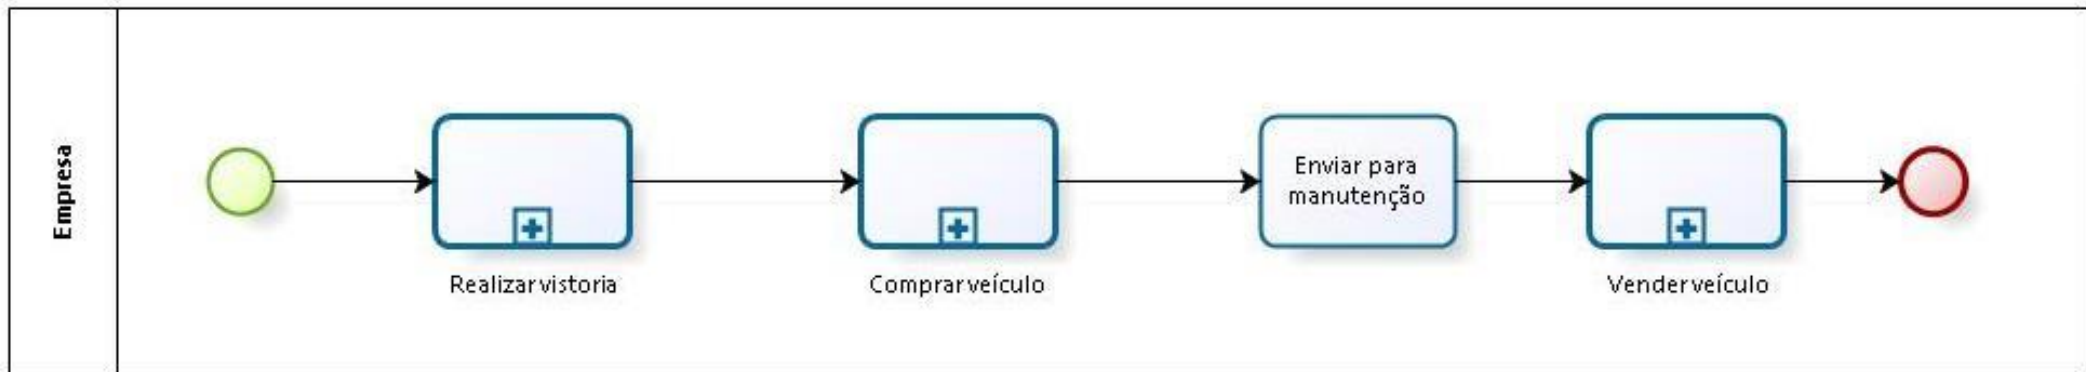 Empresa
Enviar para
manutenção
Realizar vistoria
Comprar veículo
Vender veículo